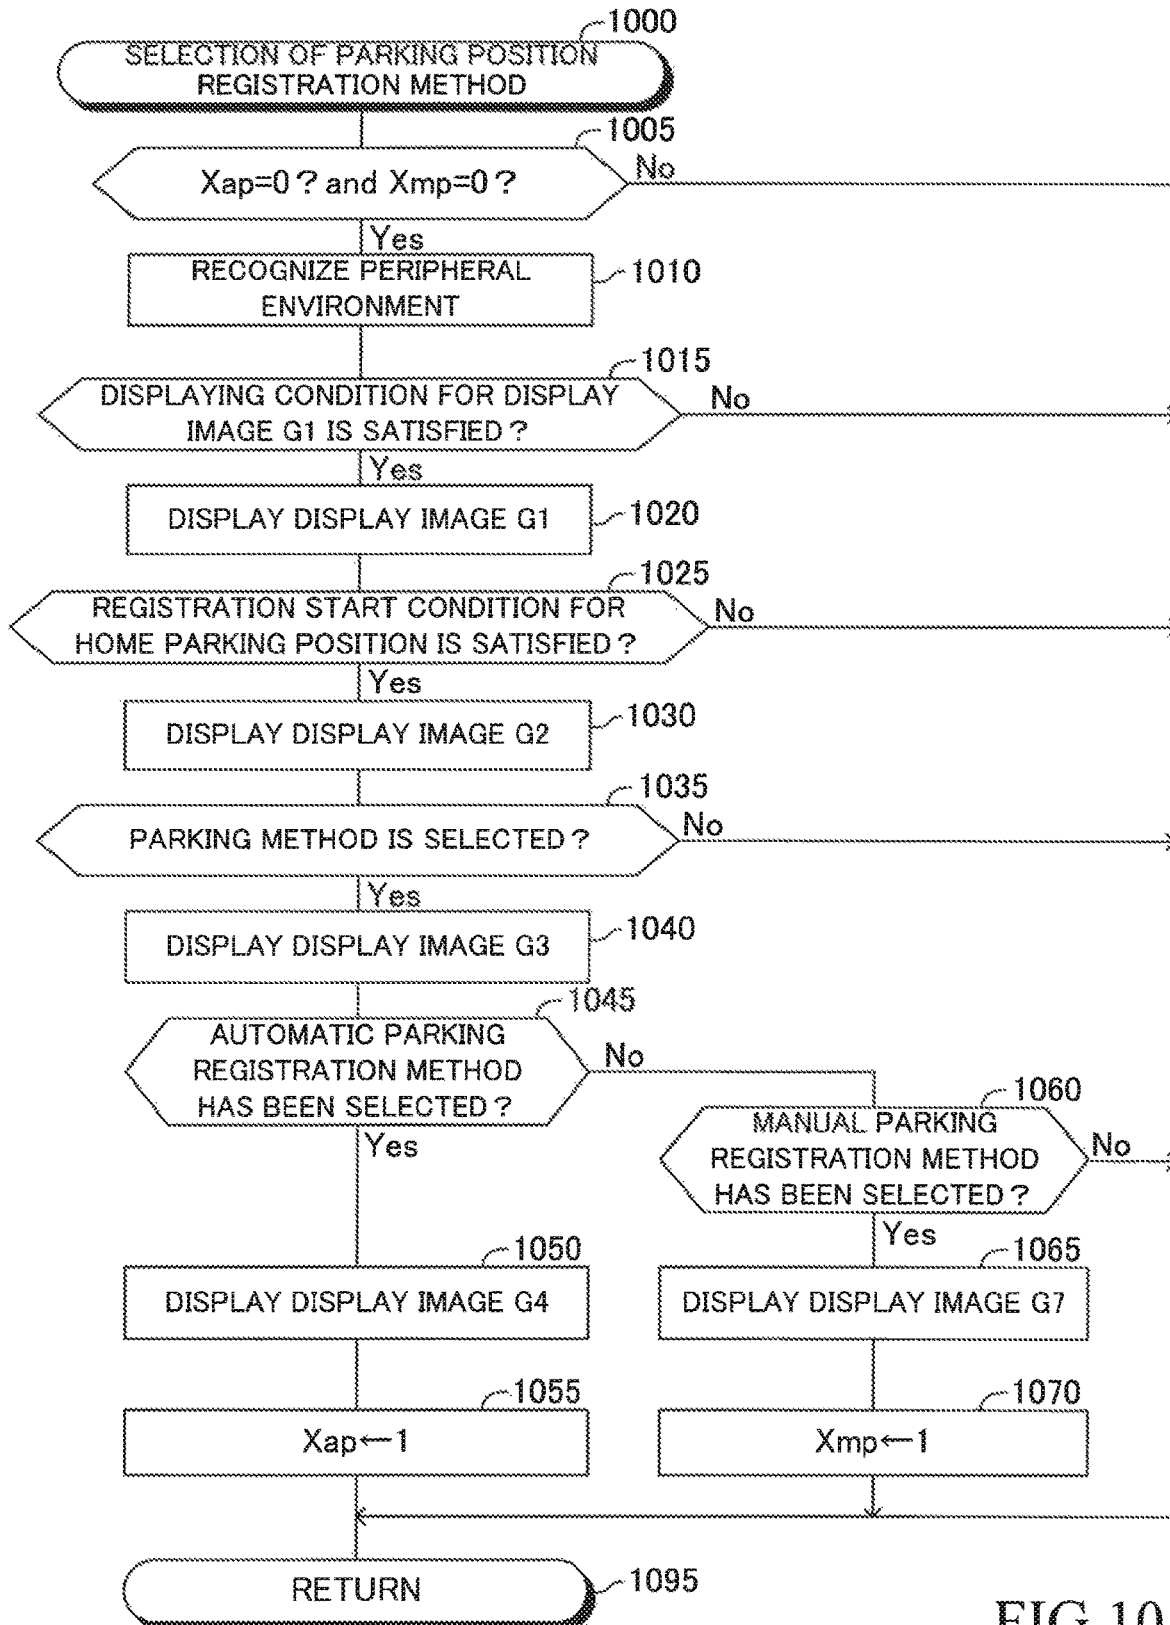 1000
SELECTION OF PARKING POSITION
REGISTRATION METHOD
1005
Xap=0? and Xmp=0?
No
Yes
RECOGNIZE PERIPHERAL
ENVIRONMENT
1010
1015
DISPLAYING CONDITION FOR DISPLAY
IMAGE G1 IS SATISFIED?
No
Yes
DISPLAY DISPLAY IMAGE G1
1020
1025
REGISTRATION START CONDITION FOR
HOME PARKING POSITION IS SATISFIED?
No
Yes
DISPLAY DISPLAY IMAGE G2
1030
1035
PARKING METHOD IS SELECTED?
No
Yes
DISPLAY DISPLAY IMAGE G3
1040
1045
AUTOMATIC PARKING
REGISTRATION METHOD
HAS BEEN SELECTED?
No
Yes
1060
MANUAL PARKING
REGISTRATION METHOD
HAS BEEN SELECTED?
No
Yes
1050
DISPLAY DISPLAY IMAGE G4
1065
DISPLAY DISPLAY IMAGE G7
1055
Xap←1
1070
Xmp←1
RETURN
1095
FIG.10